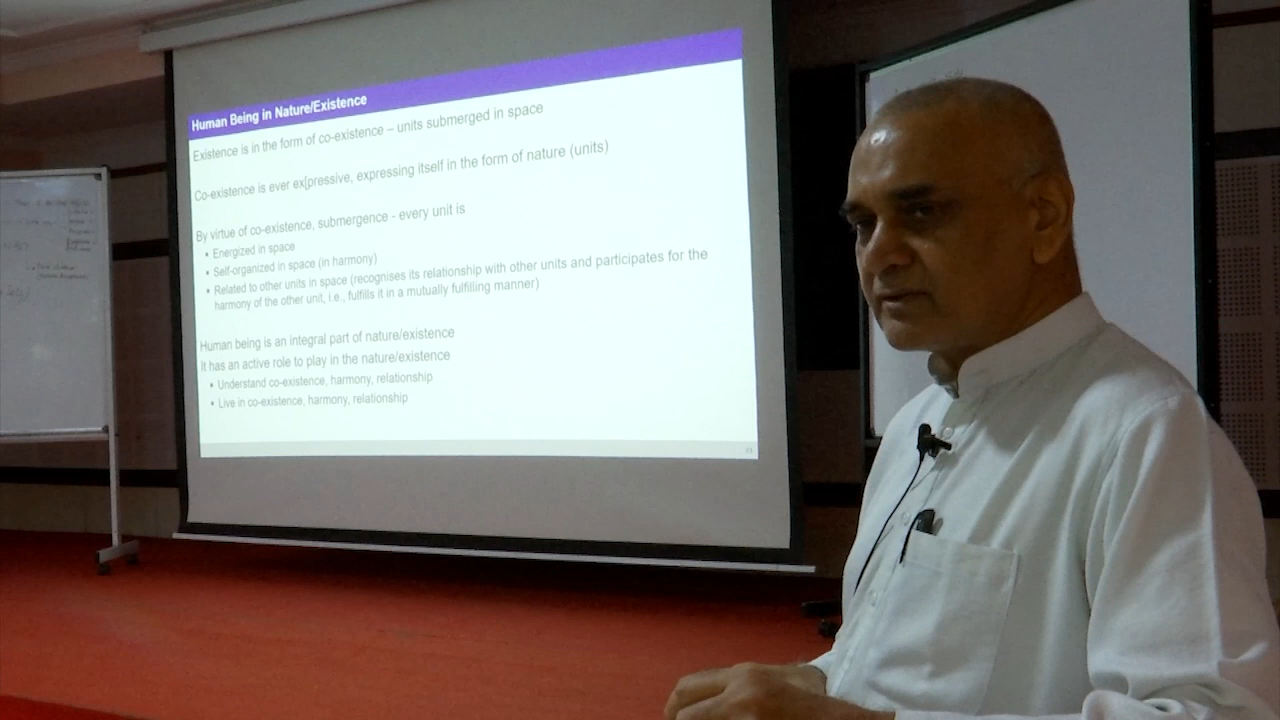 Human Being in Nature/Existence
Existence is in the form of co-existence – units submerged in space
Co-existence is ever ex[pressive, expressing itself in the form of nature (units)
By virtue of co-existence, submergence - every unit is
• Energized in space
• Self-organized in space (in harmony)
• Related to other units in space (recognises its relationship with other units and participates for the
harmony of the other unit, i.e., fulfills it in a mutually fulfilling manner)
Human being is an integral part of nature/existence
It has an active role to play in the nature/existence
• Understand co-existence, harmony, relationship
• Live in co-existence, harmony, relationship